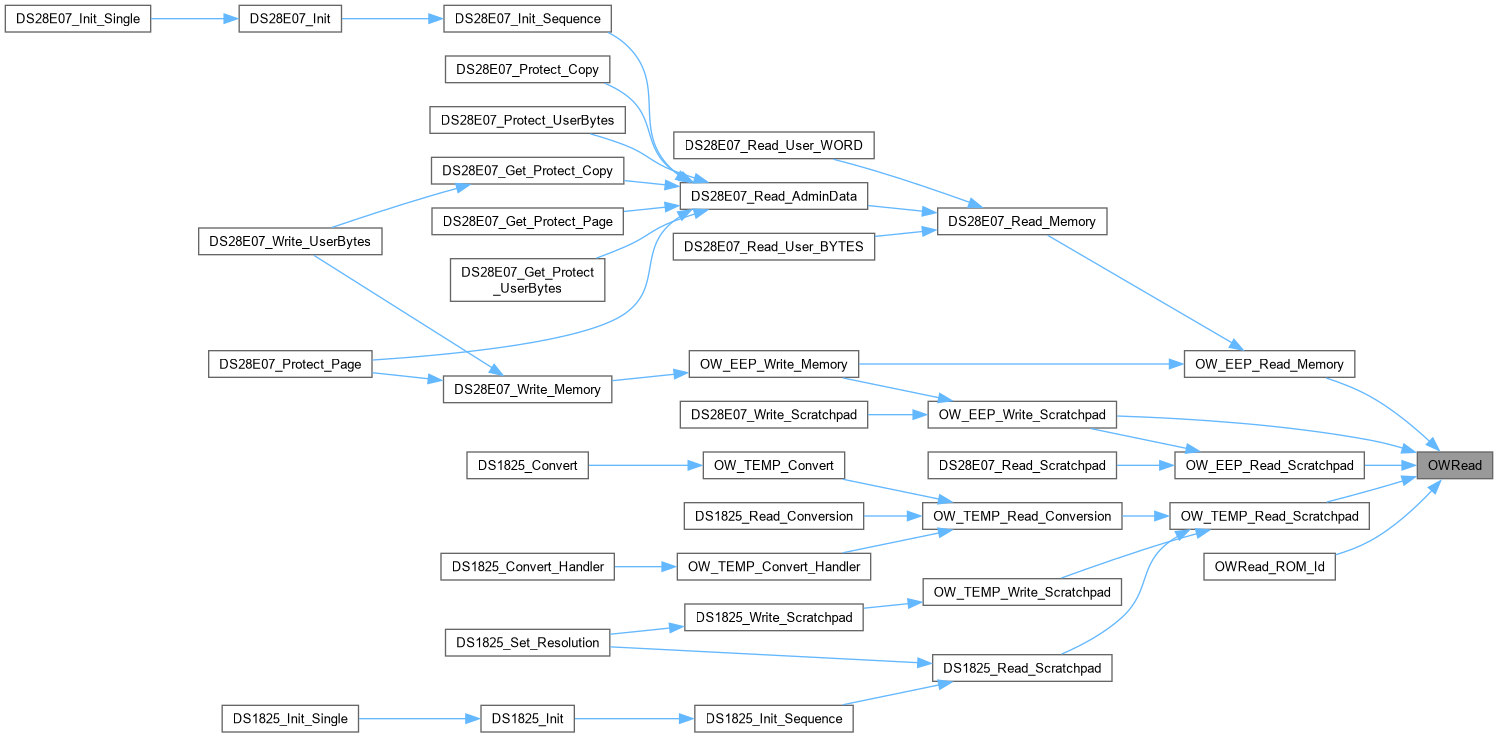 DS28E07_Init_Single
DS28E07_Init
DS28E07_Init_Sequence
DS28E07_Protect_Copy
DS28E07_Protect_UserBytes
DS28E07_Read_User_WORD
DS28E07_Get_Protect_Copy
DS28E07_Read_AdminData
DS28E07_Get_Protect_Page
DS28E07_Read_Memory
DS28E07_Write_UserBytes
DS28E07_Read_User_BYTES
DS28E07_Get_Protect
_UserBytes
DS28E07_Protect_Page
OW_EEP_Write_Memory
OW_EEP_Read_Memory
DS28E07_Write_Memory
DS28E07_Write_Scratchpad
OW_EEP_Write_Scratchpad
DS1825_Convert
OW_TEMP_Convert
DS28E07_Read_Scratchpad
OW_EEP_Read_Scratchpad
OWRead
DS1825_Read_Conversion
OW_TEMP_Read_Conversion
OW_TEMP_Read_Scratchpad
DS1825_Convert_Handler
OW_TEMP_Convert_Handler
OWRead_ROM_Id
OW_TEMP_Write_Scratchpad
DS1825_Write_Scratchpad
DS1825_Set_Resolution
DS1825_Read_Scratchpad
DS1825_Init_Single
DS1825_Init
DS1825_Init_Sequence